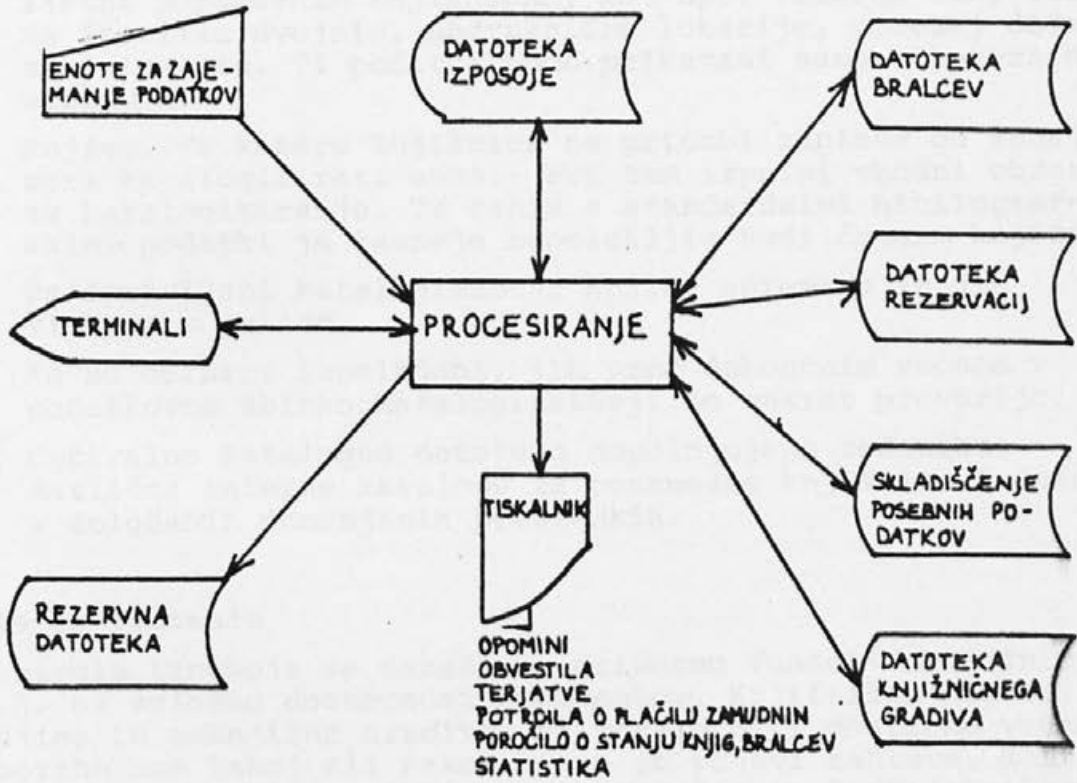 ENOTE ZA ZAJE-
MANJE PODATKOV
DATOTEKA
IZPOSOJE
DATOTEKA
BRALCEV
DATOTEKA
REZERVACIJ
TERMINALI
PROCESIRANJE
TISKALNIK
SKLADIŠČENJE
POSEBNIH PO-
DATKOV
REZERVNA
DATOTEKA
OPOMINI
OBVESTILA
TERJATVE
POTRDILA O PLAČILU ZAMUDNIN
POROČILO O STANJU KNJIG, BRALCEV
STATISTIKA
DATOTEKA
KNJIŽNIČNEGA
GRADIVA